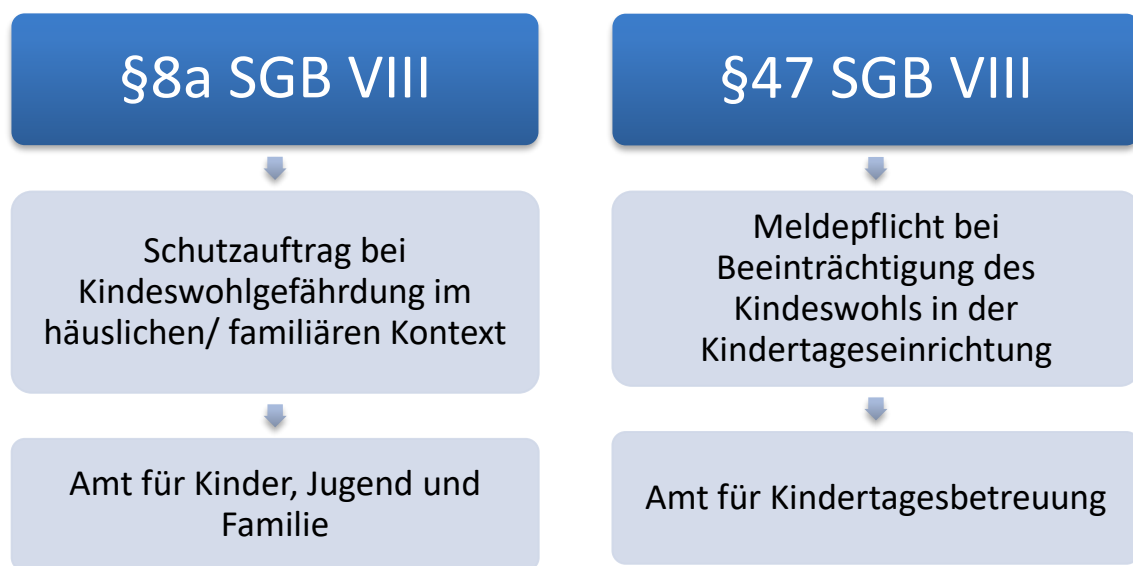 §8a SGB VIII
Schutzauftrag bei
Kindeswohlgefährdung im
häuslichen/ familiären Kontext
Amt für Kinder, Jugend und
Familie
§47 SGB VIII
Meldepflicht bei
Beeinträchtigung des
Kindeswohls in der
Kindertageseinrichtung
Amt für Kindertagesbetreuung